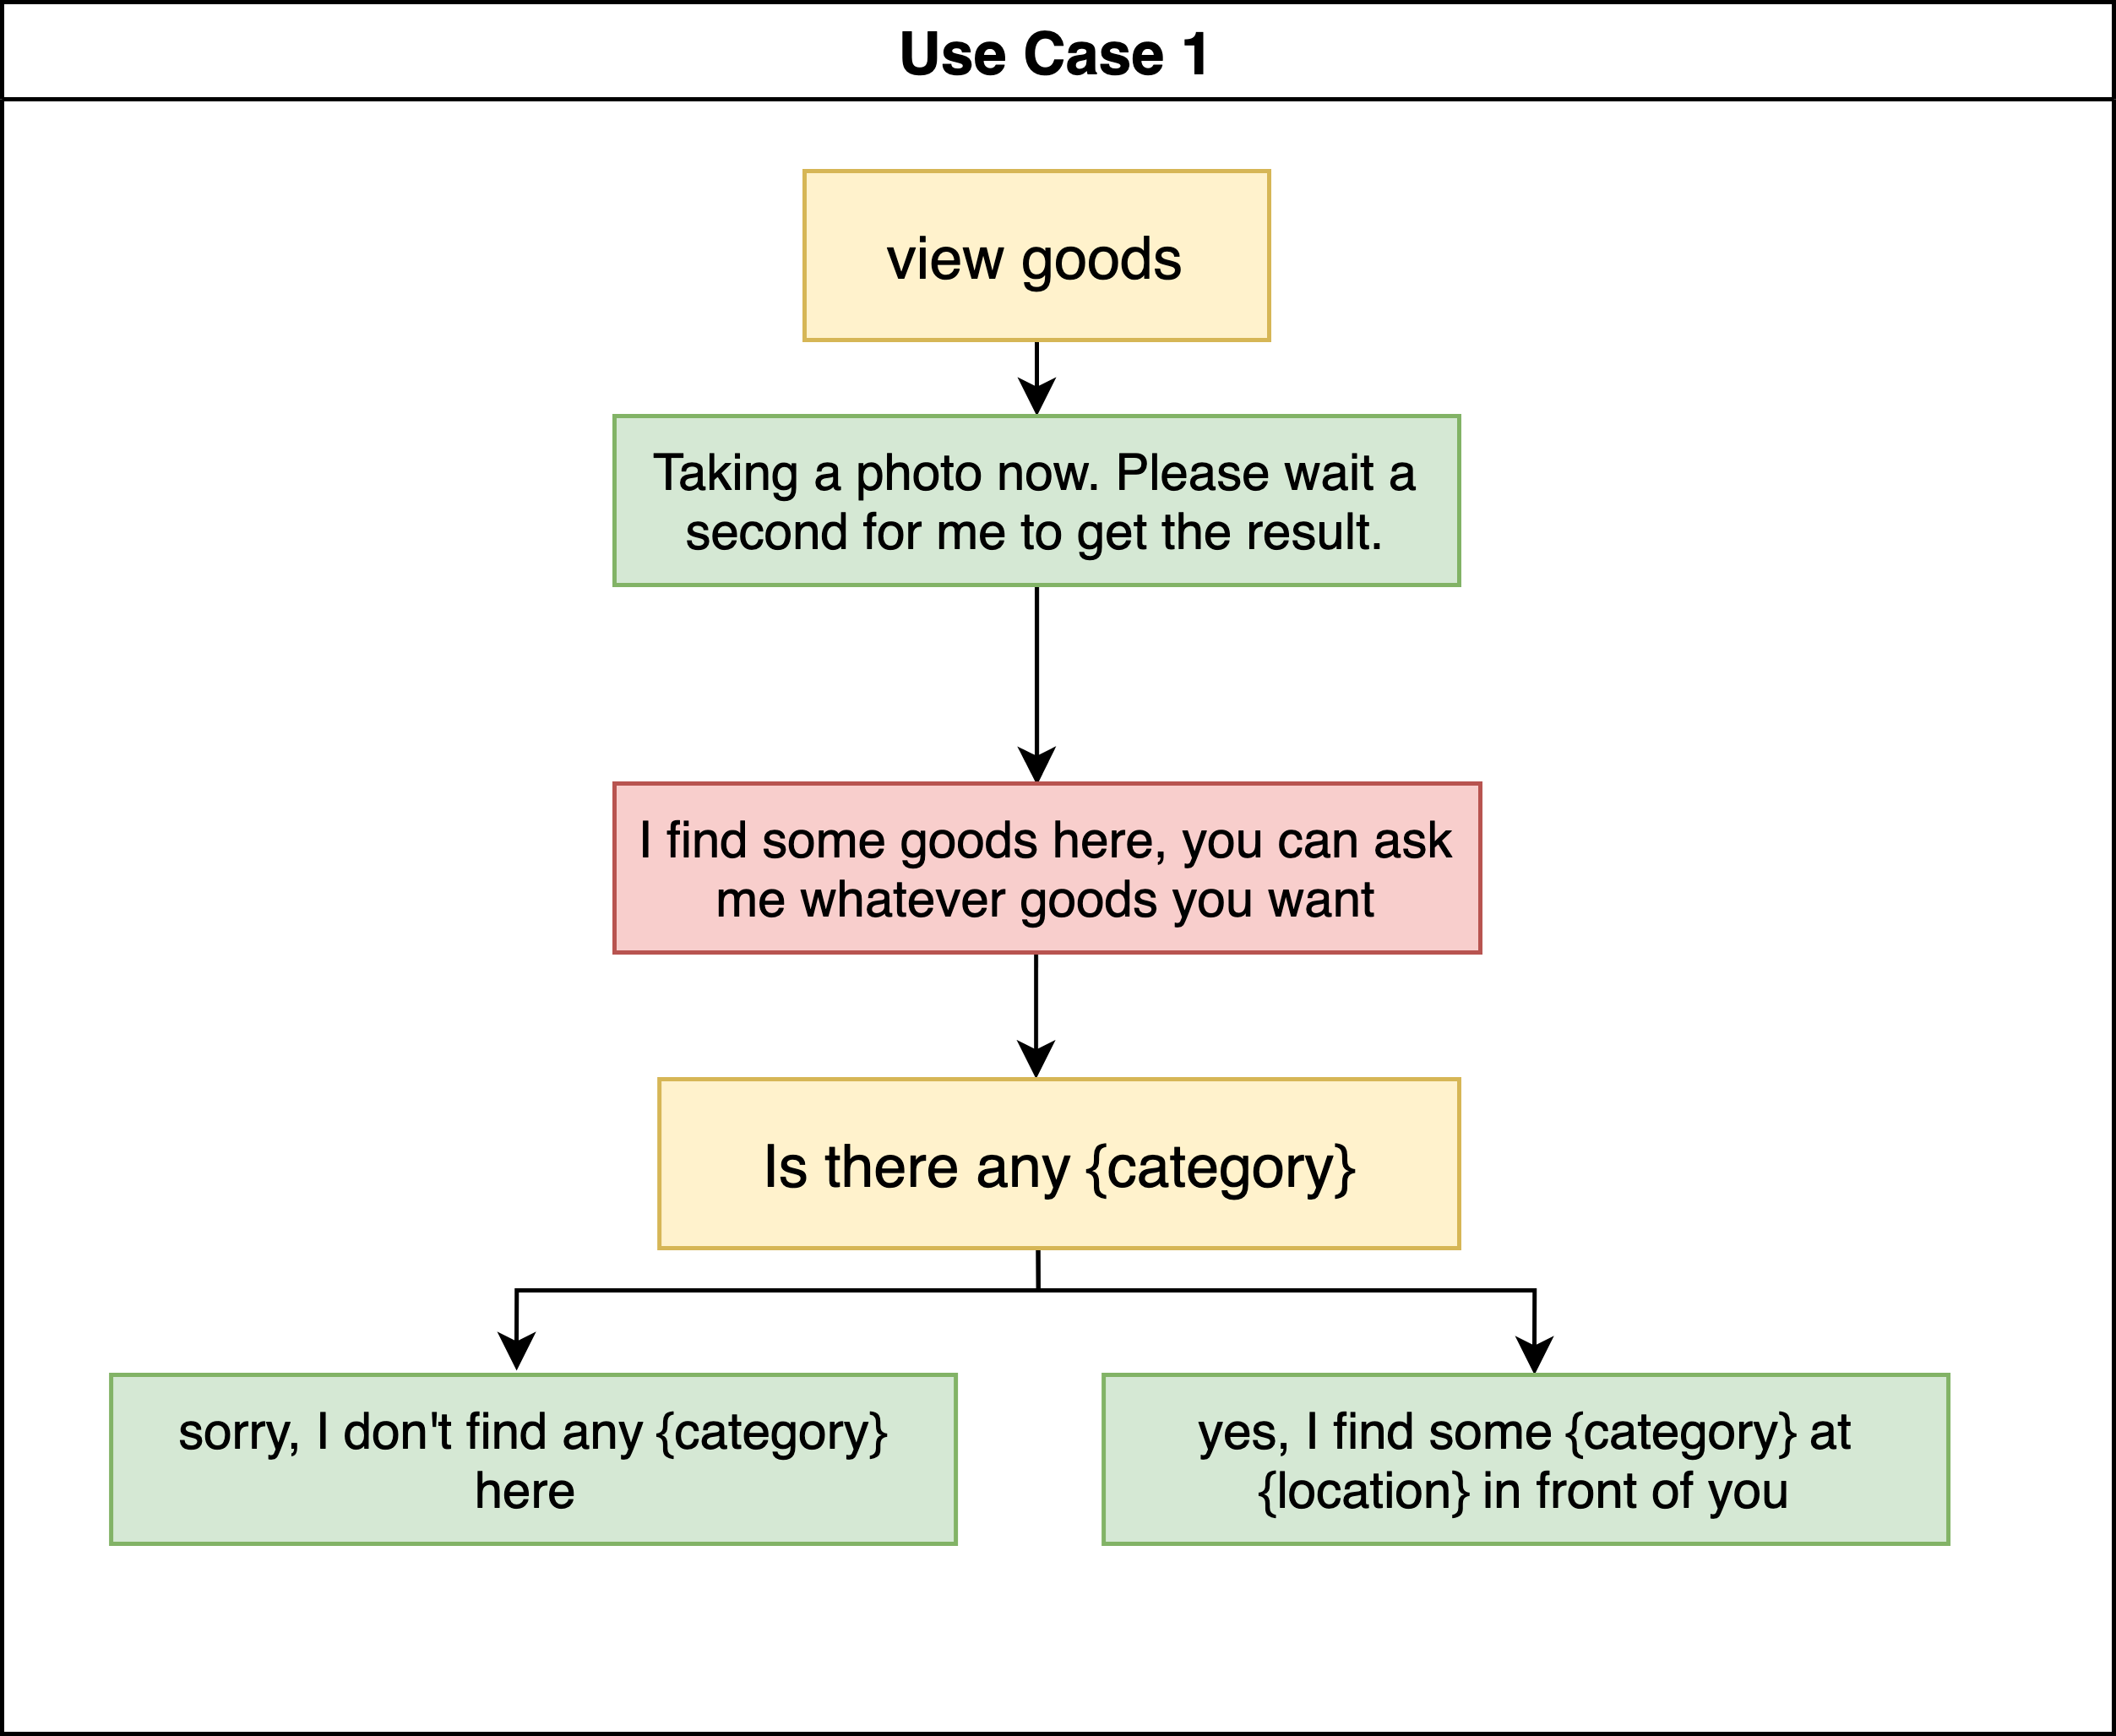 Use Case 1
view goods
Taking a photo now. Please wait a
second for me to get the result.
I find some goods here, you can ask
me whatever goods you want
Is there any {category}
sorry, I don't find any {category}
here
yes, I find some {category} at
{location} in front of you